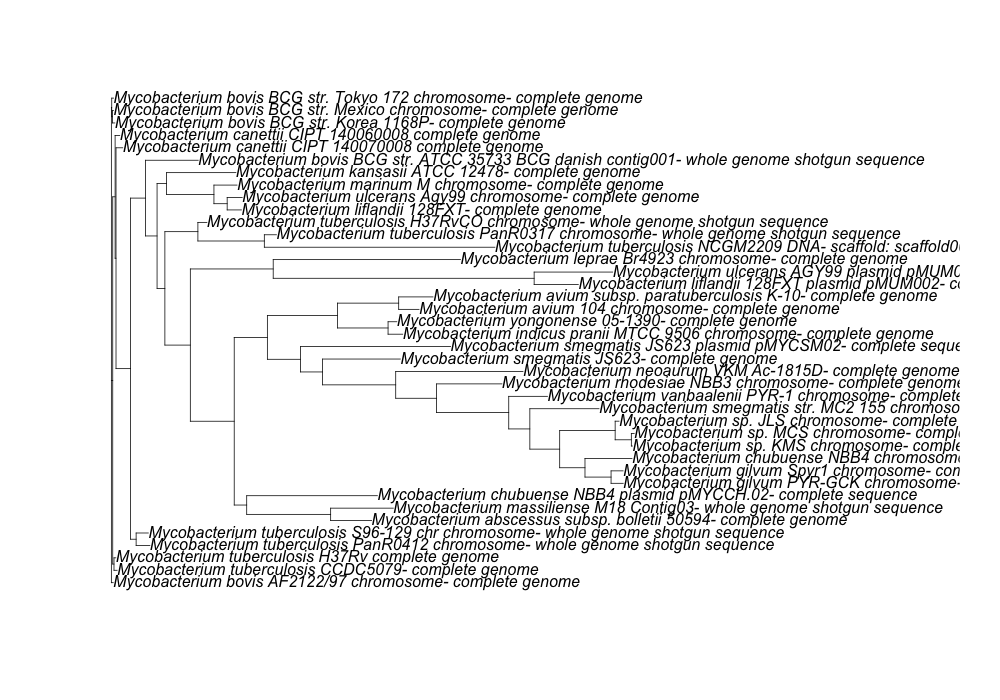 Mycobacterium bovis BCG str. Tokyo 172 chromosome- complete genome
Mycobacterium bovis BCG str. Mexico chromosome- complete genome
Mycobacterium bovis BCG str. Korea 1168P- complete genome
Mycobacterium canettii CIPT 140060008 complete genome
Mycobacterium canettii CIPT 140070008 complete genome
Mycobacterium bovis BCG str. ATCC 35733 BCG danish contig001- whole genome shotgun sequence
Mycobacterium kansasii ATCC 12478- complete genome
Mycobacterium marinum M chromosome- complete genome
Mycobacterium ulcerans Agy99 chromosome- complete genome
Mycobacterium liflandii 128FXT- complete genome
Mycobacterium tuberculosis H37RvCO chromosome- whole genome shotgun sequence
Mycobacterium tuberculosis PanR0317 chromosome- whole genome shotgun sequence
Mycobacterium tuberculosis NCGM2209 DNA- scaffold: scaffold0
Mycobacterium leprae Br4923 chromosome- complete genome
Mycobacterium ulcerans AGY99 plasmid pMUM0
Mycobacterium liflandii 128FXT plasmid pMUM002- co
Mycobacterium avium subsp. paratuberculosis K-10- complete genome
Mycobacterium avium 104 chromosome- complete genome
Mycobacterium yongonense 05-1390- complete genome
Mycobacterium indicus pranii MTCC 9506 chromosome- complete genome
Mycobacterium smegmatis JS623 plasmid pMYCSM02- complete seque
Mycobacterium smegmatis JS623- complete genome
Mycobacterium neoaurum VKM Ac-1815D- complete genome
Mycobacterium rhodesiae NBB3 chromosome- complete genome
Mycobacterium vanbaalenii PYR-1 chromosome- complete
Mycobacterium smegmatis str. MC2 155 chromoso
Mycobacterium sp. JLS chromosome- complete
Mycobacterium sp. MCS chromosome- compl
Mycobacterium sp. KMS chromosome- comple
Mycobacterium chubuense NBB4 chromosom
Mycobacterium gilvum Spyr1 chromosome- com
Mycobacterium gilvum PYR-GCK chromosome-
Mycobacterium chubuense NBB4 plasmid pMYCCH.02- complete sequence
Mycobacterium massiliense M18 Contig03- whole genome shotgun sequence
Mycobacterium abscessus subsp. bolletii 50594- complete genome
Mycobacterium tuberculosis S96-129 chr chromosome- whole genome shotgun sequence
Mycobacterium tuberculosis PanR0412 chromosome- whole genome shotgun sequence
Mycobacterium tuberculosis H37Rv complete genome
Mycobacterium tuberculosis CCDC5079- complete genome
Mycobacterium bovis AF2122/97 chromosome- complete genome